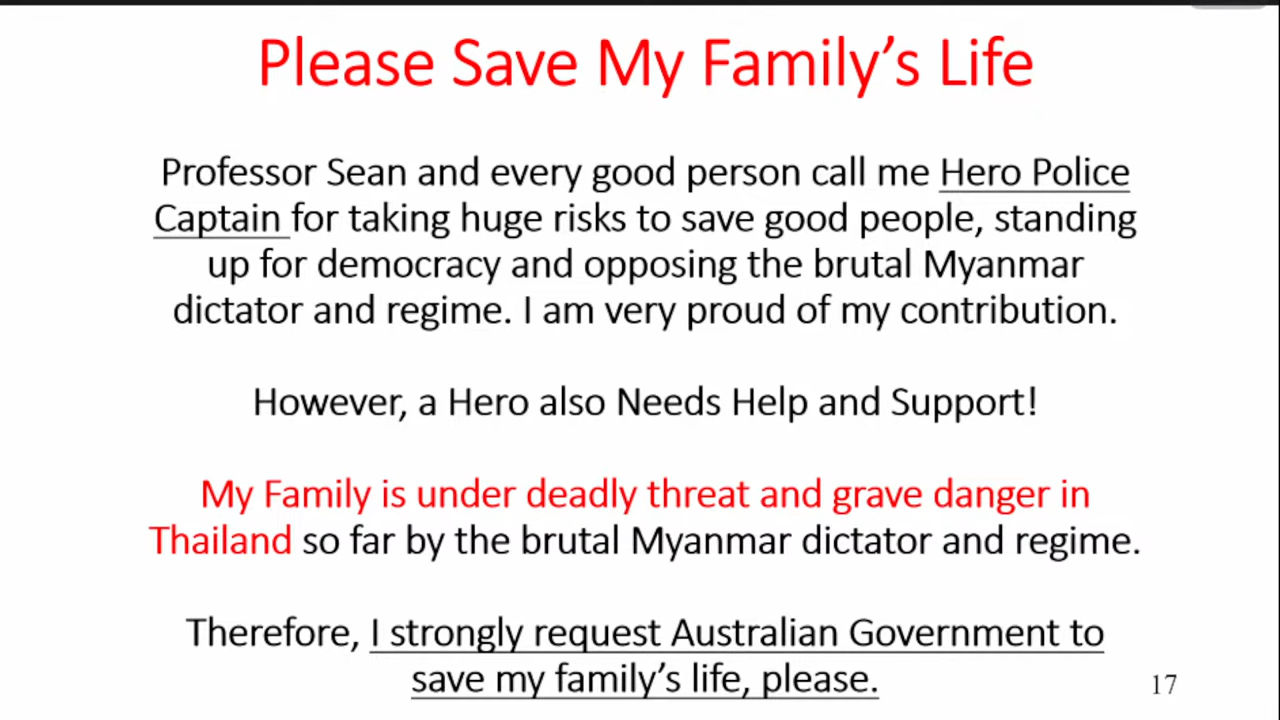 Please Save My Family’s Life
Professor Sean and every good person call me Hero Police
Captain for taking huge risks to save good people, standing
up for democracy and opposing the brutal Myanmar
dictator and regime. I am very proud of my contribution.
However, a Hero also Needs Help and Support!
My Family is under deadly threat and grave danger in
Thailand so far by the brutal Myanmar dictator and regime.
Therefore, I strongly request Australian Government to
save my family’s life, please.
17